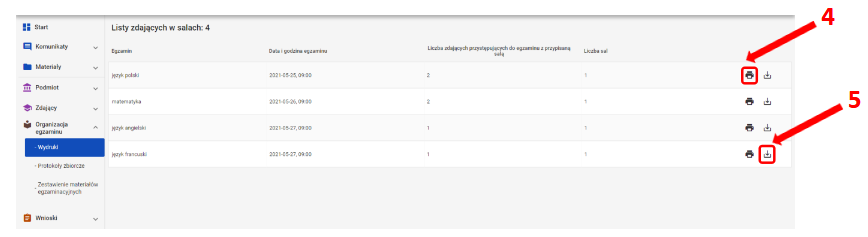 Start
Komunikaty
Materiały
Podmiot
Zdający
Organizacja
egzaminu
- Wydruki
- Protokoły zbiorcze
- Zestawienie materiałów
egzaminacyjnych
Wnioski
Listy zdających w salach: 4
Egzamin
Data i godzina egzaminu
Liczba zdających przystępujących do egzaminu z przypisaną
salą
Liczba sal
język polski 2021-05-25, 09:00 2 1
matematyka 2021-05-26, 09:00 2 1
język angielski 2021-05-27, 09:00 1 1
język francuski 2021-05-27, 09:00 1 1
4
5